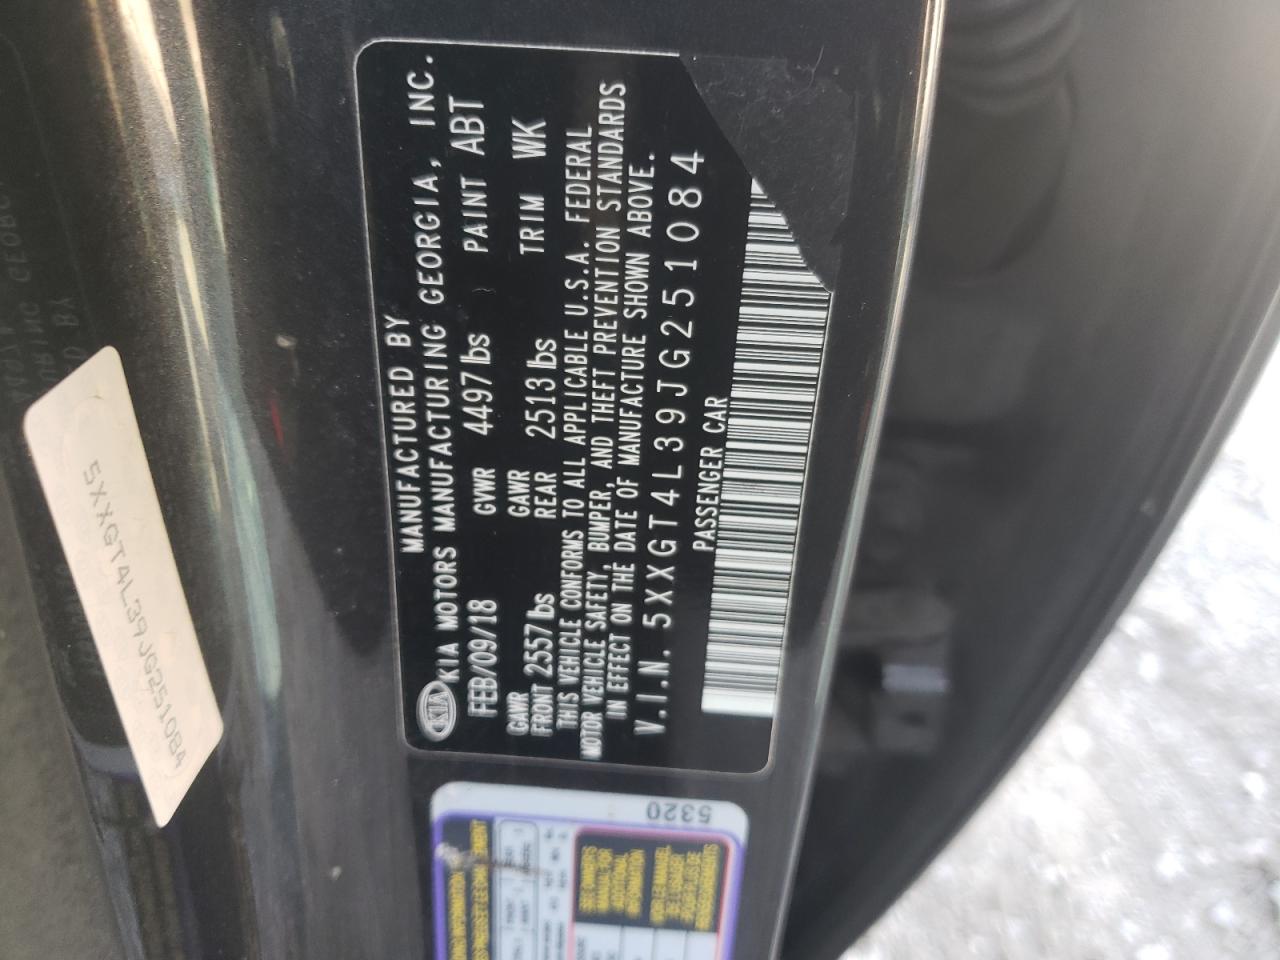 MANUFACTURED BY
KIA KIA MOTORS MANUFACTURING GEORGIA, INC.
FEB/09/18 GVWR 4497 lbs PAINT ABT
GAWR FRONT 2557 lbs GAWR REAR 2513 lbs TRIM WK
THIS VEHICLE CONFORMS TO ALL APPLICABLE U.S.A. FEDERAL
MOTOR VEHICLE SAFETY, BUMPER, AND THEFT PREVENTION STANDARDS
IN EFFECT ON THE DATE OF MANUFACTURE SHOWN ABOVE.
V.I.N. 5XXGT4L39JG251084
PASSENGER CAR
5XXGT4L39JG251084
5320